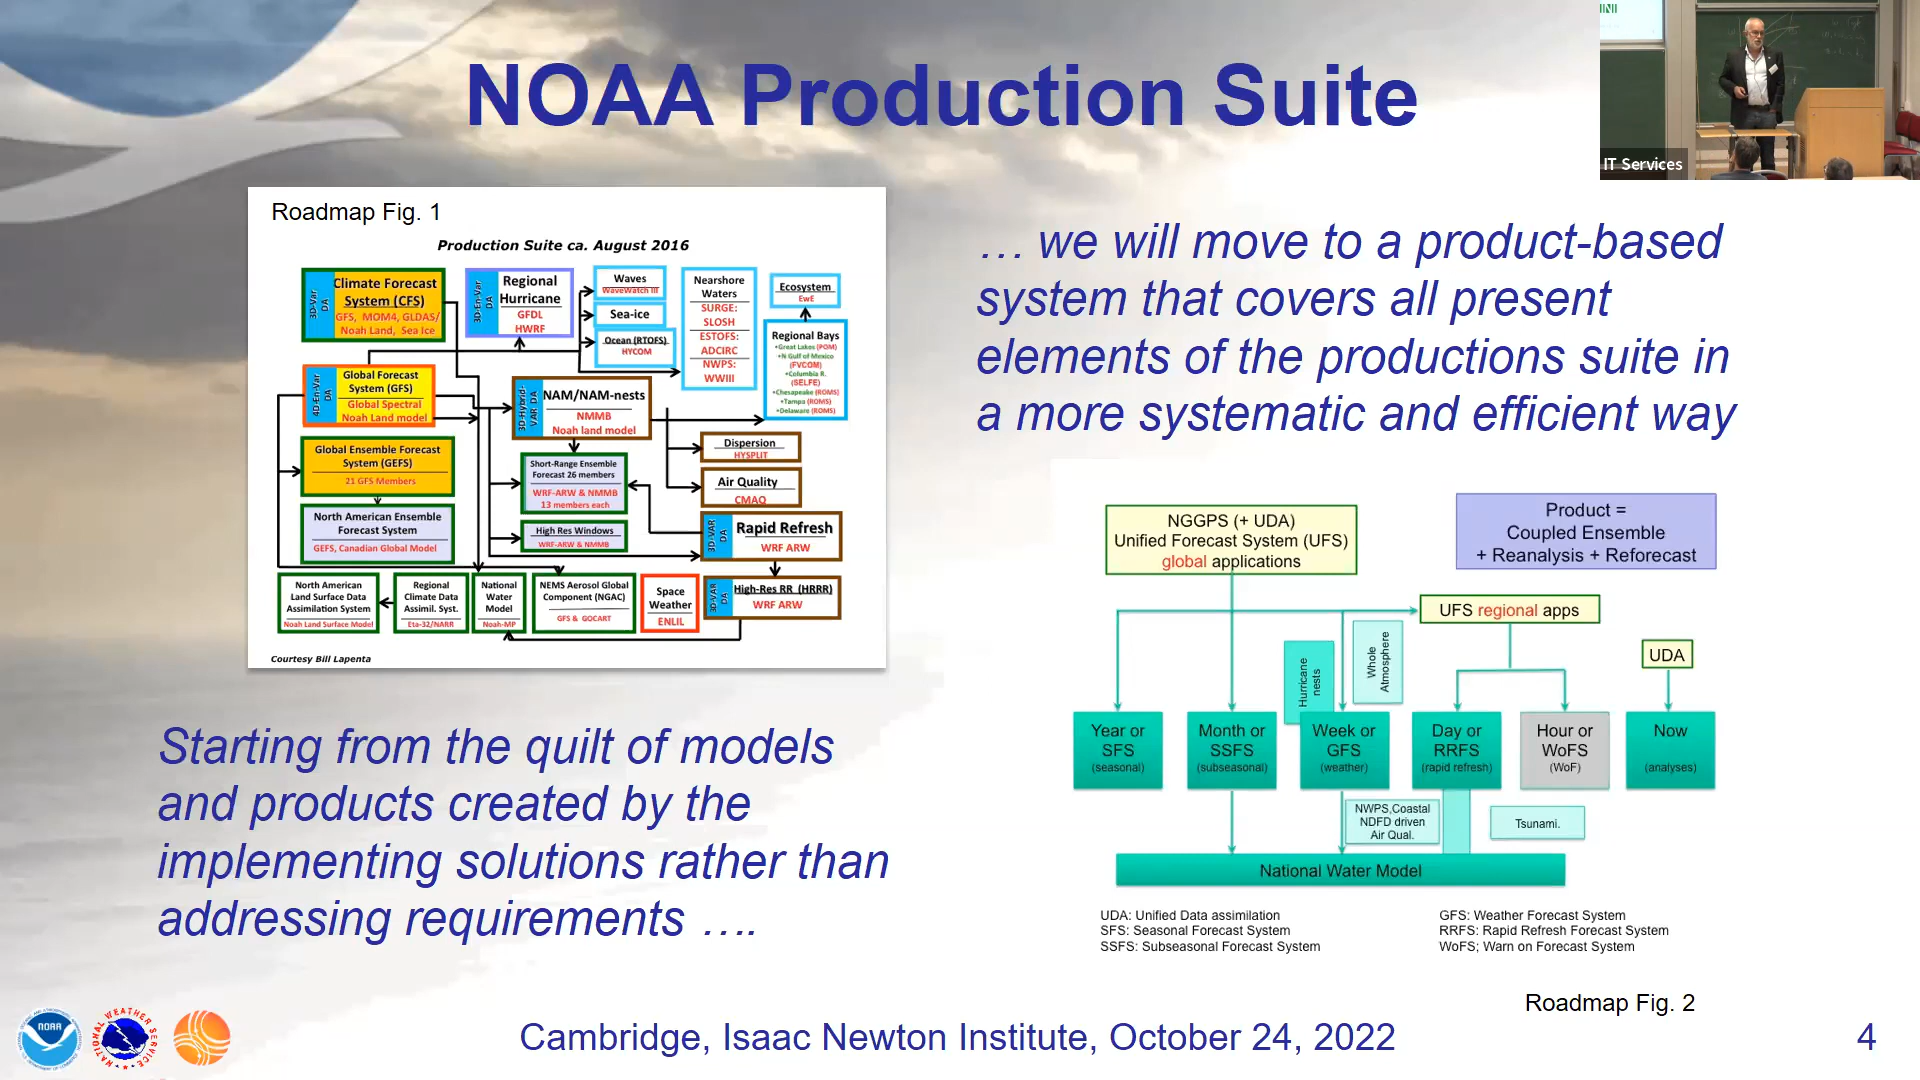 NOAA Production Suite
IT Services
Roadmap Fig. 1
Production Suite ca. August 2016
3D-Var
DA
Climate Forecast
System (CFS)
GFS, MOM4, GLDAS/
Noah Land, Sea Ice
3D-En-Var
DA
Regional
Hurricane
GFDL
HWRF
Waves
WaveWatch III
Sea-ice
Ocean (RTOFS)
HYCOM
Nearshore
Waters
SURGE:
SLOSH
ESTOFS:
ADCIRC
NWPS:
WWIII
Ecosystem
EwE
Regional Bays
•Great Lakes (POM)
•N Gulf of Mexico
(FVCOM)
•Columbia R.
(SELFE)
•Chesapeake (ROMS)
•Tampa (ROMS)
•Delaware (ROMS)
4D-En-Var
DA
Global Forecast
System (GFS)
Global Spectral
Noah Land model
3D-Hybrid-
VAR DA
NAM/NAM-nests
NMMB
Noah land model
Global Ensemble Forecast
System (GEFS)
21 GFS Members
Short-Range Ensemble
Forecast 26 members
WRF-ARW & NMMB
13 members each
Dispersion
HYSPLIT
Air Quality
CMAQ
North American Ensemble
Forecast System
GEFS, Canadian Global Model
High Res Windows
WRF-ARW & NMMB
3D-VAR
DA
Rapid Refresh
WRF ARW
North American
Land Surface Data
Assimilation System
Noah Land Surface Model
Regional
Climate Data
Assimil. Syst.
Eta-32/NARR
National
Water
Model
Noah-MP
NEMS Aerosol Global
Component (NGAC)
GFS & GOCART
Space
Weather
ENLIL
3D-VAR
DA
High-Res RR (HRRR)
WRF ARW
Courtesy Bill Lapenta
Starting from the quilt of models
and products created by the
implementing solutions rather than
addressing requirements ….
… we will move to a product-based
system that covers all present
elements of the productions suite in
a more systematic and efficient way
NGGPS (+ UDA)
Unified Forecast System (UFS)
global applications
Product =
Coupled Ensemble
+ Reanalysis + Reforecast
UFS regional apps
UDA
Hurricane
nests
Whole
Atmosphere
Year or
SFS
(seasonal)
Month or
SSFS
(subseasonal)
Week or
GFS
(weather)
Day or
RRFS
(rapid refresh)
Hour or
WoFS
(WoF)
Now
(analyses)
NWPS,Coastal
NDFD driven
Air Qual.
Tsunami.
National Water Model
UDA: Unified Data assimilation
SFS: Seasonal Forecast System
SSFS: Subseasonal Forecast System
GFS: Weather Forecast System
RRFS: Rapid Refresh Forecast System
WoFS; Warn on Forecast System
Roadmap Fig. 2
NOAA
NATIONAL WEATHER SERVICE
Cambridge, Isaac Newton Institute, October 24, 2022
4